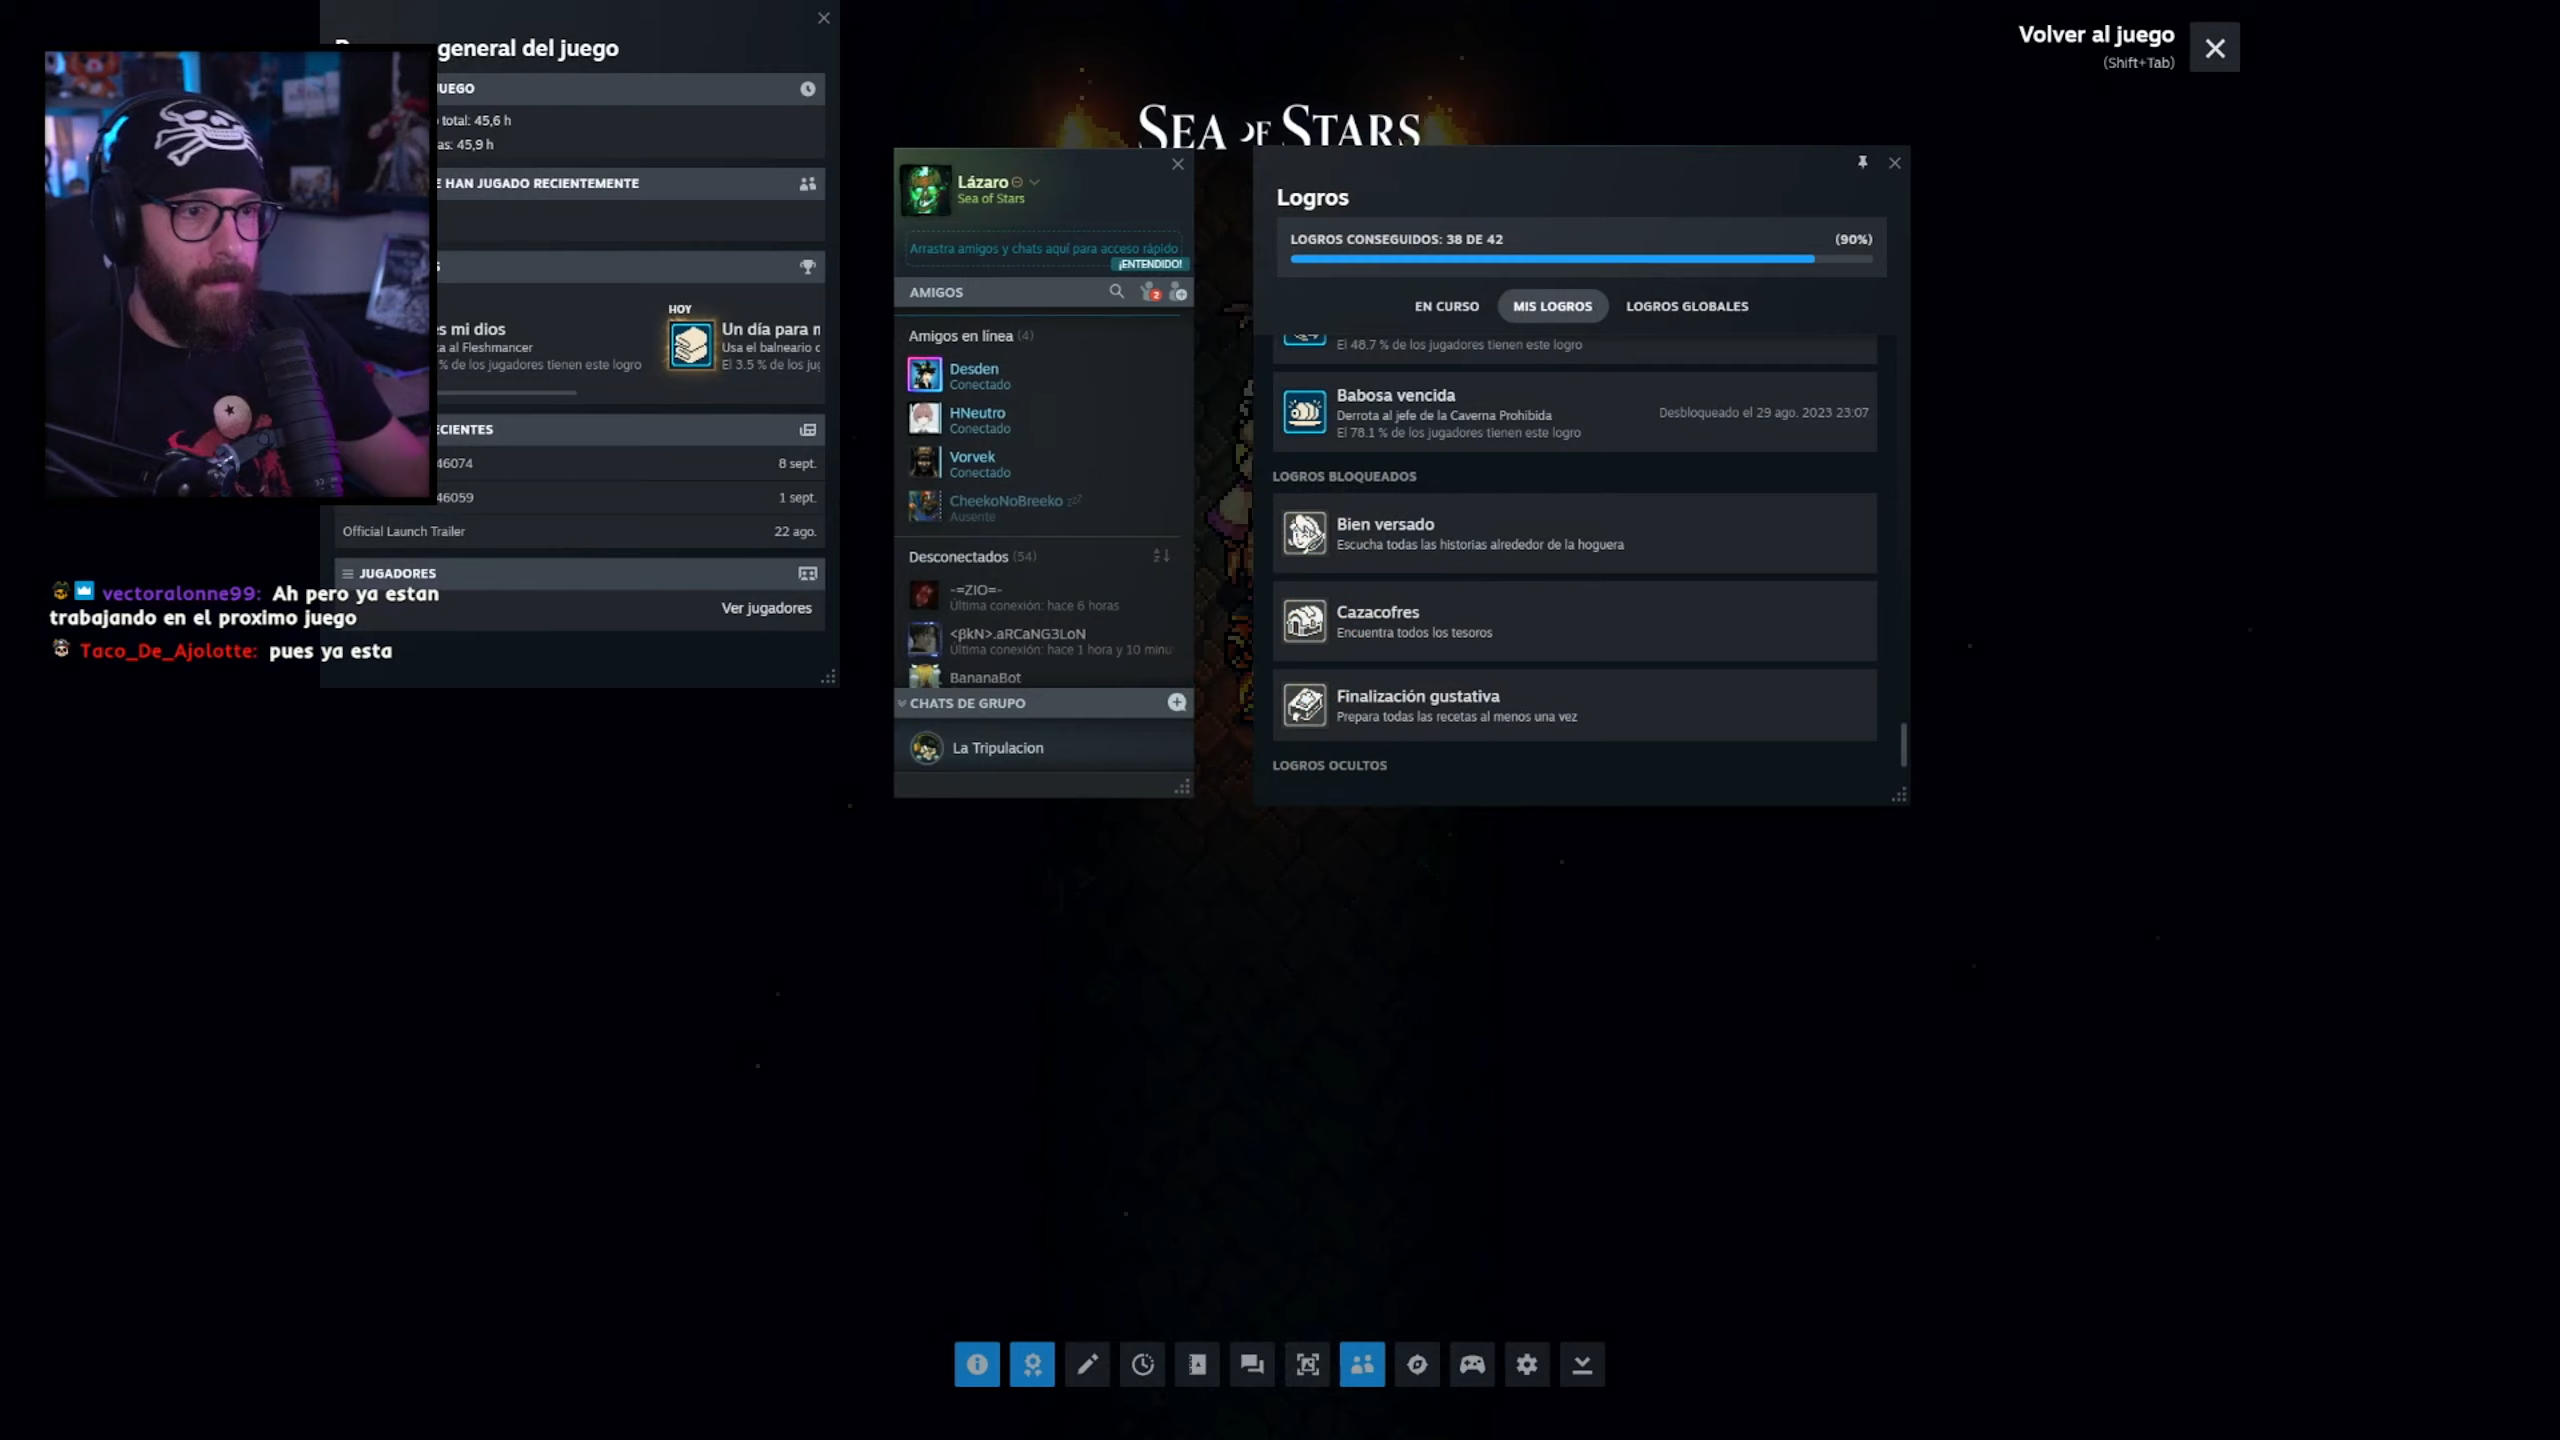 general del juego
UEGO
total: 45,6 h
as: 45,9 h
E HAN JUGADO RECIENTEMENTE
S
HOY
s mi dios
a al Fleshmancer
% de los jugadores tienen este logro
Un día para
Usa el balneario
El 3.5 % de los
ECIENTES
46074
8 sept.
46059
1 sept.
Official Launch Trailer
22 ago.
JUGADORES
Ver jugadores
vectoralonne99: Ah pero ya estan
trabajando en el proximo juego
Taco_De_Ajolotte: pues ya esta
SEA OF STARS
Lázaro
Sea of Stars
Arrastra amigos y chats aquí para acceso rápido
¡ENTENDIDO!
AMIGOS
2
Amigos en línea (4)
Desden
Conectado
HNeutro
Conectado
Vorvek
Conectado
CheekoNoBreeko zzz
Ausente
Desconectados (54)
-=ZIO=-
Última conexión: hace 6 horas
<βkN>.aRCaNG3LoN
Última conexión: hace 1 hora y 10 minu
BananaBot
CHATS DE GRUPO
La Tripulacion
Volver al juego
(Shift+Tab)
Logros
LOGROS CONSEGUIDOS: 38 DE 42
(90%)
EN CURSO
MIS LOGROS
LOGROS GLOBALES
El 48.7 % de los jugadores tienen este logro
Babosa vencida
Derrota al jefe de la Caverna Prohibida
El 78.1 % de los jugadores tienen este logro
Desbloqueado el 29 ago. 2023 23:07
LOGROS BLOQUEADOS
Bien versado
Escucha todas las historias alrededor de la hoguera
Cazacofres
Encuentra todos los tesoros
Finalización gustativa
Prepara todas las recetas al menos una vez
LOGROS OCULTOS